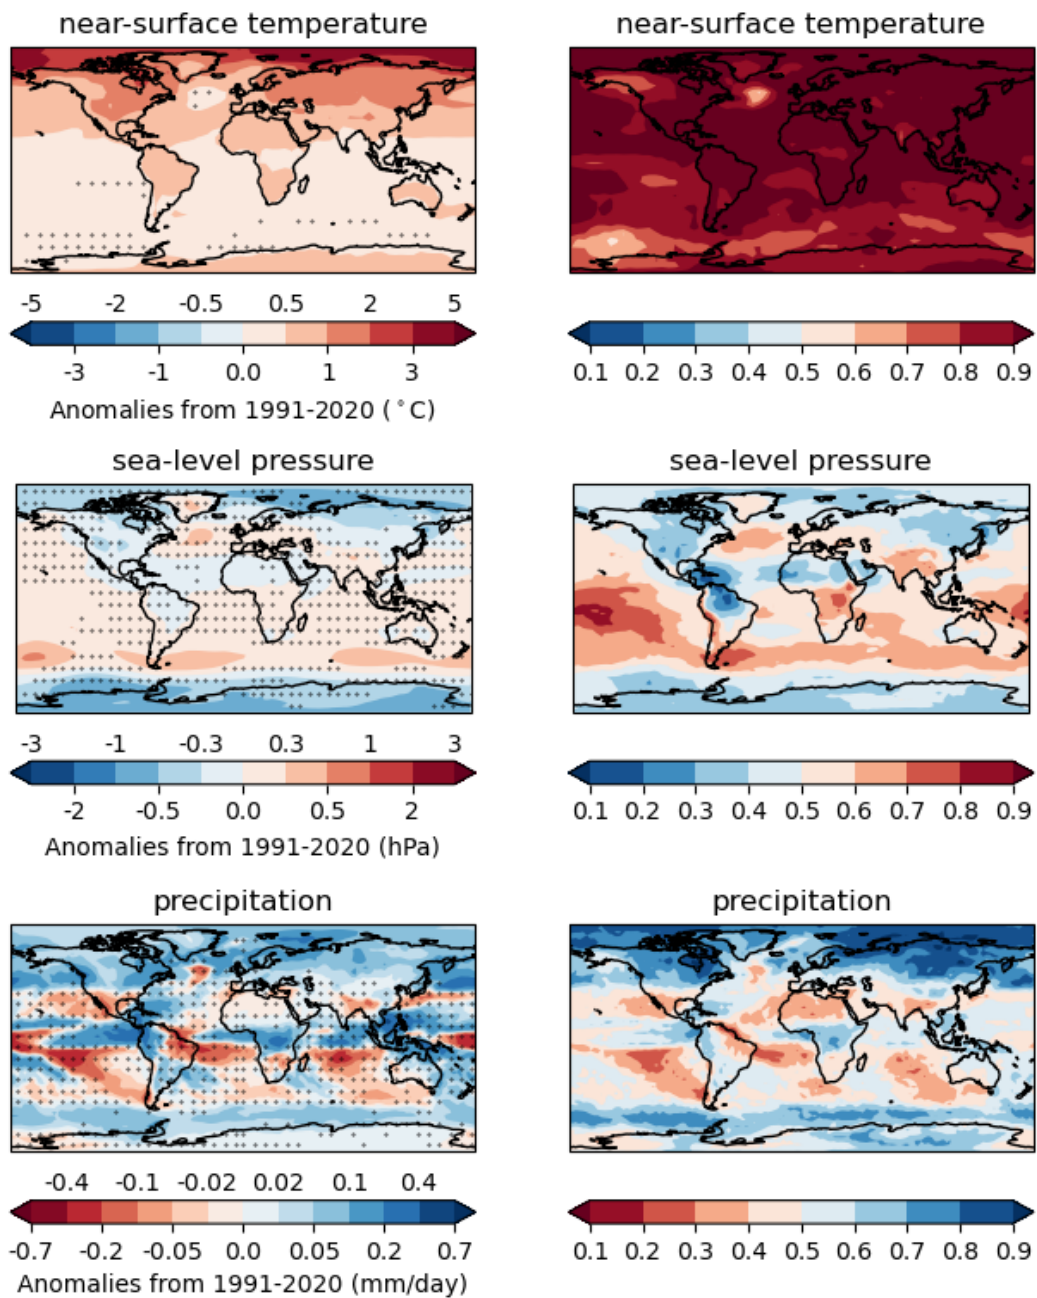 near-surface temperature
near-surface temperature
-5 -2 -0.5 0.5 2 5
-3 -1 0.0 1 3
Anomalies from 1991-2020 (°C)
0.1 0.2 0.3 0.4 0.5 0.6 0.7 0.8 0.9
sea-level pressure
sea-level pressure
-3 -1 -0.3 0.3 1 3
-2 -0.5 0.0 0.5 2
Anomalies from 1991-2020 (hPa)
0.1 0.2 0.3 0.4 0.5 0.6 0.7 0.8 0.9
precipitation
precipitation
-0.4 -0.1 -0.02 0.02 0.1 0.4
-0.7 -0.2 -0.05 0.0 0.05 0.2 0.7
Anomalies from 1991-2020 (mm/day)
0.1 0.2 0.3 0.4 0.5 0.6 0.7 0.8 0.9